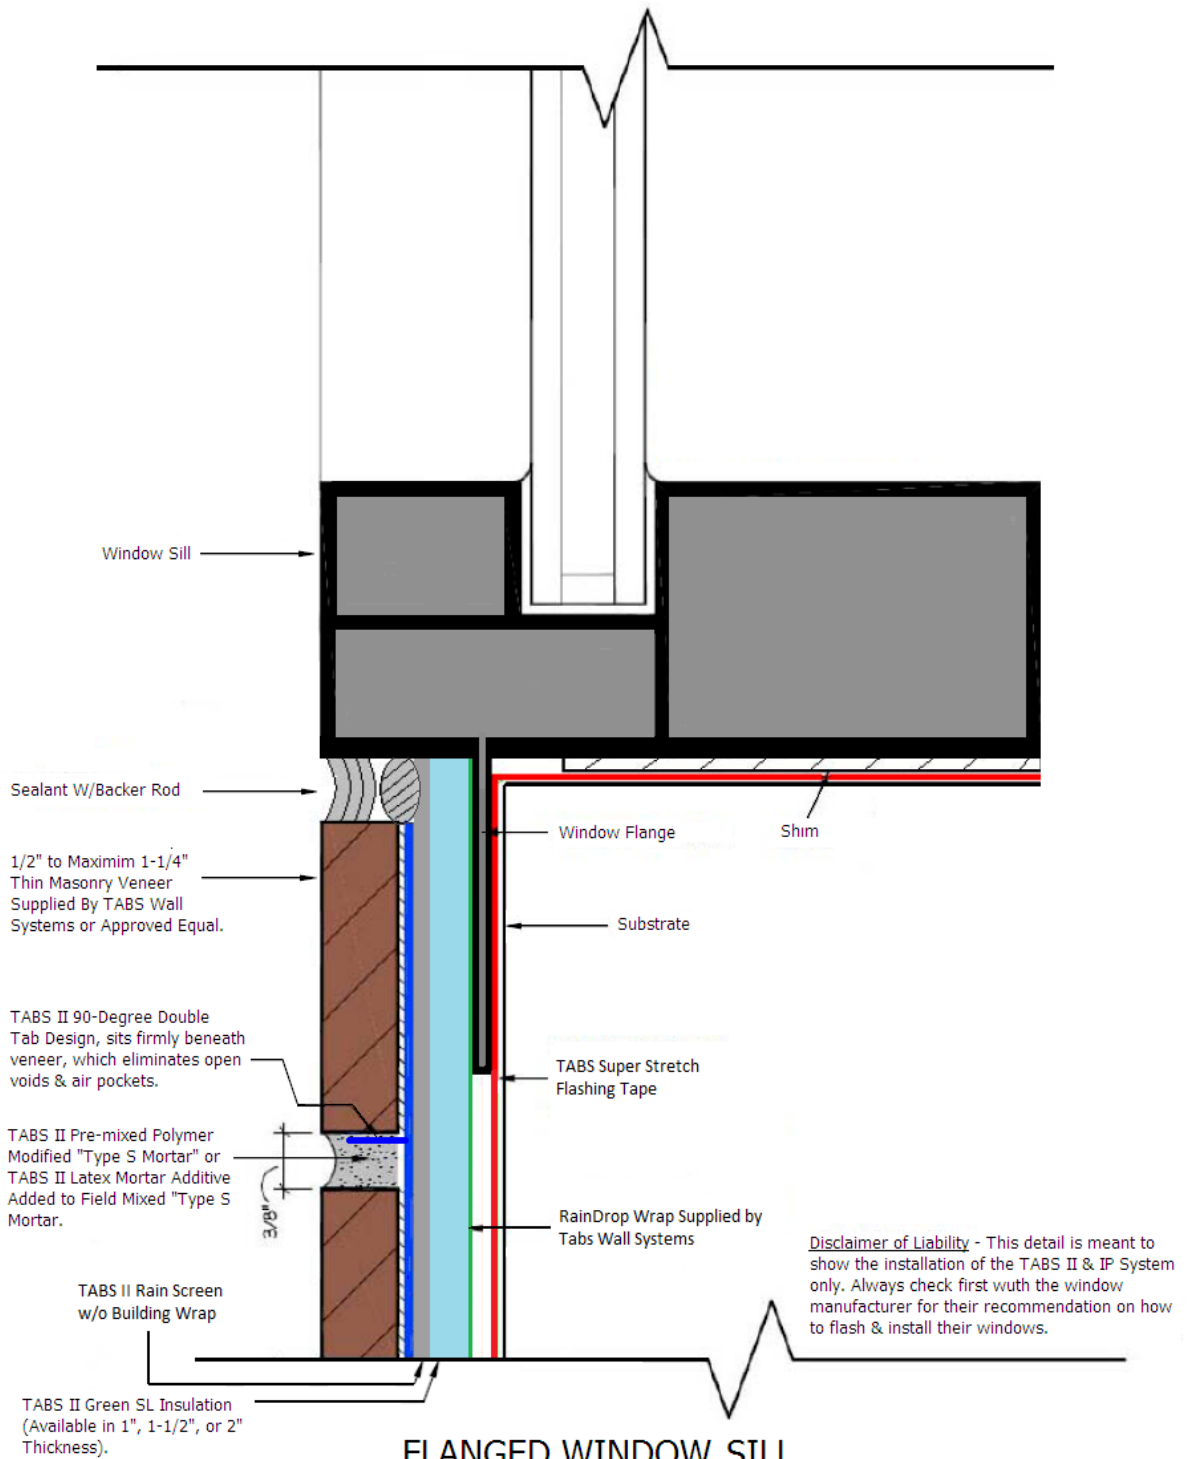 Window Sill
Sealant W/Backer Rod
Window Flange
Shim
1/2" to Maximim 1-1/4"
Thin Masonry Veneer
Supplied By TABS Wall
Systems or Approved Equal.
Substrate
TABS II 90-Degree Double
Tab Design, sits firmly beneath
veneer, which eliminates open
voids & air pockets.
TABS Super Stretch
Flashing Tape
TABS II Pre-mixed Polymer
Modified "Type S Mortar" or
TABS II Latex Mortar Additive
Added to Field Mixed "Type S
Mortar.
3/8"
RainDrop Wrap Supplied by
Tabs Wall Systems
Disclaimer of Liability - This detail is meant to
show the installation of the TABS II & IP System
only. Always check first wuth the window
manufacturer for their recommendation on how
to flash & install their windows.
TABS II Rain Screen
w/o Building Wrap
TABS II Green SL Insulation
(Available in 1", 1-1/2", or 2"
Thickness).
FLANGED WINDOW SILL